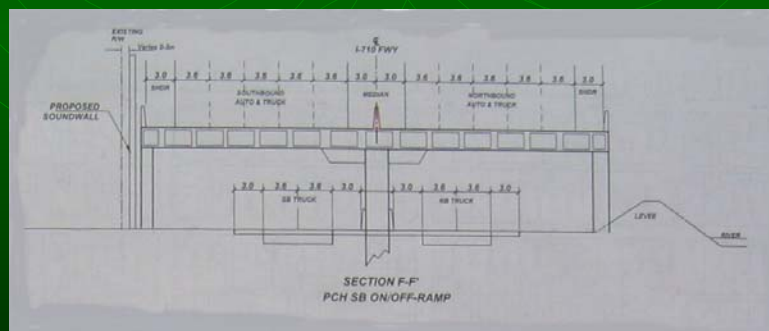 EXISTING
R/W
Varies
℄
I-710 FWY
3.0 3.6 3.6 3.6 3.6 3.6 3.0 3.0 3.6 3.6 3.6 3.6 3.6 3.0
SHDR
SOUTHBOUND
AUTO & TRUCK
MEDIAN
NORTHBOUND
AUTO & TRUCK
SHDR
PROPOSED
SOUNDWALL
3.0 3.6 3.6 3.0 3.0 3.6 3.6 3.0
SB TRUCK
NB TRUCK
LEVEE
RIVER
SECTION F-F'
PCH SB ON/OFF-RAMP